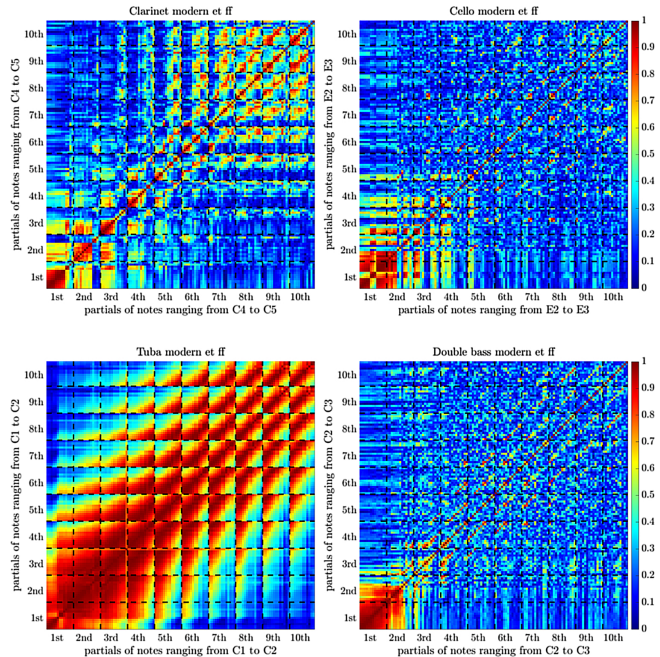 Clarinet modern et ff
partials of notes ranging from C4 to C5
10th
9th
8th
7th
6th
5th
4th
3rd
2nd
1st
1st 2nd 3rd 4th 5th 6th 7th 8th 9th 10th
partials of notes ranging from C4 to C5
Cello modern et ff
partials of notes ranging from E2 to E3
10th
9th
8th
7th
6th
5th
4th
3rd
2nd
1st
1st 2nd 3rd 4th 5th 6th 7th 8th 9th 10th
partials of notes ranging from E2 to E3
1
0.9
0.8
0.7
0.6
0.5
0.4
0.3
0.2
0.1
0
Tuba modern et ff
partials of notes ranging from C1 to C2
10th
9th
8th
7th
6th
5th
4th
3rd
2nd
1st
1st 2nd 3rd 4th 5th 6th 7th 8th 9th 10th
partials of notes ranging from C1 to C2
Double bass modern et ff
partials of notes ranging from C2 to C3
10th
9th
8th
7th
6th
5th
4th
3rd
2nd
1st
1st 2nd 3rd 4th 5th 6th 7th 8th 9th 10th
partials of notes ranging from C2 to C3
1
0.9
0.8
0.7
0.6
0.5
0.4
0.3
0.2
0.1
0